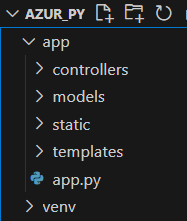 AZUR_PY
app
controllers
models
static
templates
app.py
venv